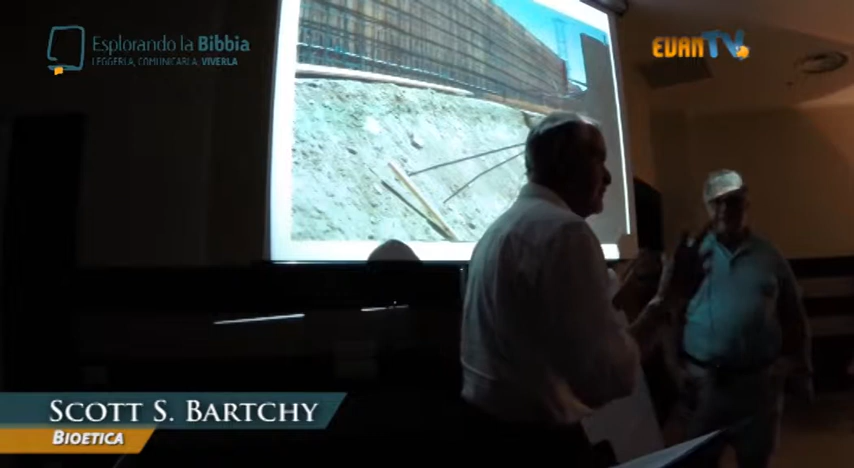 Esplorando la Bibbia
LEGGERLA, COMUNICARLA, VIVERLA
EVANTV
SCOTT S. BARTCHY
BIOETICA